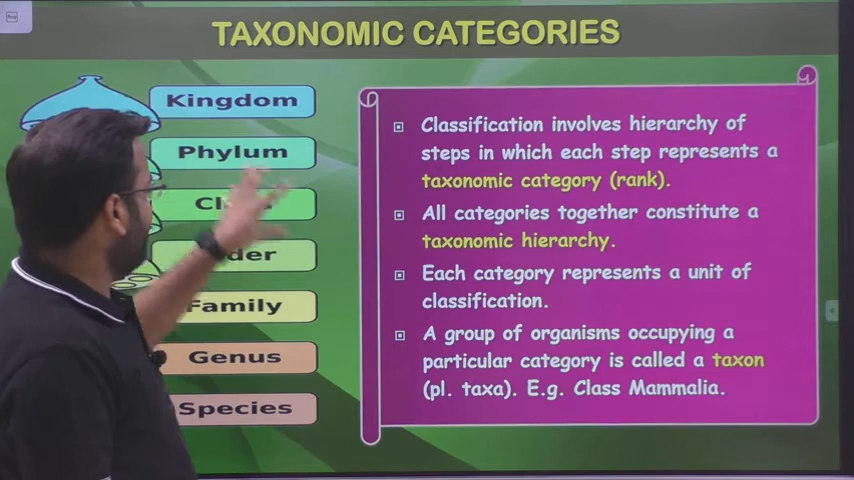 TAXONOMIC CATEGORIES
Kingdom
Phylum
Family
Genus
Species
Classification involves hierarchy of
steps in which each step represents a
taxonomic category (rank).
All categories together constitute a
taxonomic hierarchy.
Each category represents a unit of
classification.
A group of organisms occupying a
particular category is called a taxon
(pl. taxa). E.g. Class Mammalia.